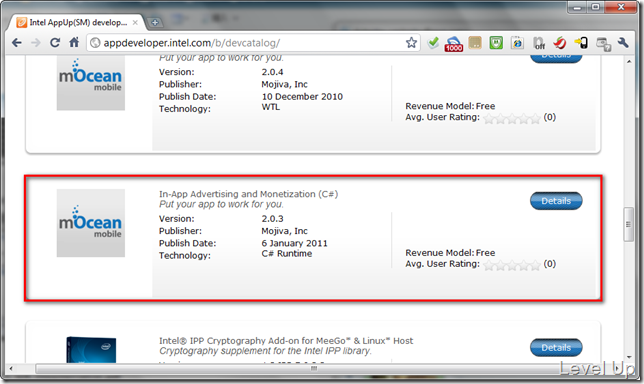 Intel AppUp(SM) develop
appdeveloper.intel.com/b/devcatalog/
1000
off
Put your app to work for you.
Details
mOcean
mobile
Version: 2.0.4
Publisher: Mojiva, Inc
Publish Date: 10 December 2010
Technology: WTL
Revenue Model: Free
Avg. User Rating: (0)
In-App Advertising and Monetization (C#)
Put your app to work for you.
Details
mOcean
mobile
Version: 2.0.3
Publisher: Mojiva, Inc
Publish Date: 6 January 2011
Technology: C# Runtime
Revenue Model: Free
Avg. User Rating: (0)
Intel® IPP Cryptography Add-on for MeeGo* & Linux* Host
Cryptography supplement for the Intel IPP library.
Details
Level Up